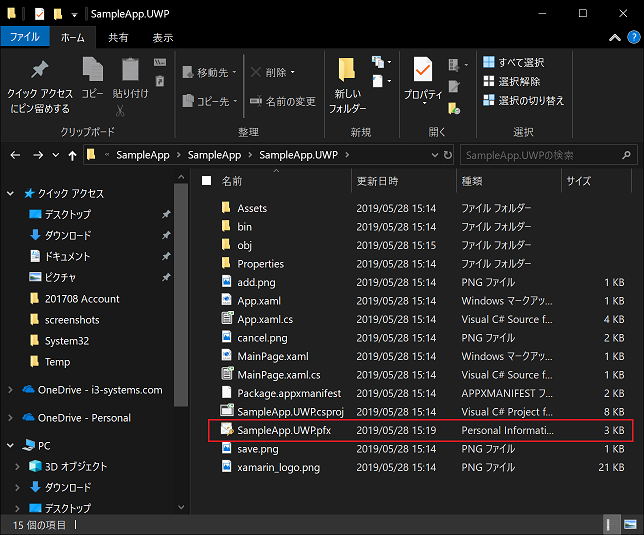 SampleApp.UWP
ファイル ホーム 共有 表示
クイック アクセス
にピン留めする
コピー
貼り付け
クリップボード
移動先
コピー先
削除
名前の変更
整理
新しい
フォルダー
新規
プロパティ
開く
すべて選択
選択解除
選択の切り替え
選択
« SampleApp > SampleApp > SampleApp.UWP >
SampleApp.UWPの検索
クイック アクセス
デスクトップ
ダウンロード
ドキュメント
ピクチャ
201708 Account
screenshots
System32
Temp
OneDrive - i3-systems.com
OneDrive - Personal
PC
3D オブジェクト
ダウンロード
デスクトップ
名前 更新日時 種類 サイズ
Assets 2019/05/28 15:14 ファイル フォルダー
bin 2019/05/28 15:14 ファイル フォルダー
obj 2019/05/28 15:15 ファイル フォルダー
Properties 2019/05/28 15:14 ファイル フォルダー
add.png 2019/05/28 15:14 PNG ファイル 1 KB
App.xaml 2019/05/28 15:14 Windows マークアッ... 1 KB
App.xaml.cs 2019/05/28 15:14 Visual C# Source f... 4 KB
cancel.png 2019/05/28 15:14 PNG ファイル 2 KB
MainPage.xaml 2019/05/28 15:14 Windows マークアッ... 1 KB
MainPage.xaml.cs 2019/05/28 15:14 Visual C# Source f... 1 KB
Package.appxmanifest 2019/05/28 15:14 APPXMANIFEST フ... 2 KB
SampleApp.UWP.csproj 2019/05/28 15:14 Visual C# Project f... 8 KB
SampleApp.UWP.pfx 2019/05/28 15:19 Personal Informati... 3 KB
save.png 2019/05/28 15:14 PNG ファイル 1 KB
xamarin_logo.png 2019/05/28 15:14 PNG ファイル 21 KB
15 個の項目